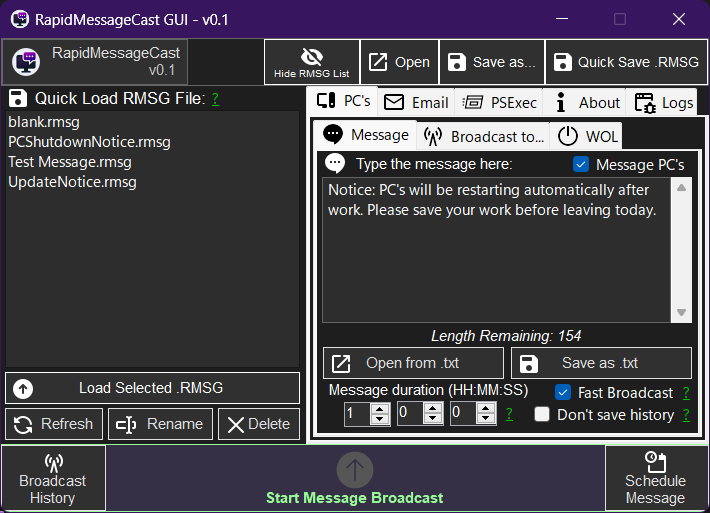 RapidMessageCast GUI - v0.1
RapidMessageCast
v0.1
Hide RMSG List
Open
Save as...
Quick Save .RMSG
Quick Load RMSG File: ?
blank.rmsg
PCShutdownNotice.rmsg
Test Message.rmsg
UpdateNotice.rmsg
Load Selected .RMSG
Refresh
Rename
Delete
PC's
Email
PSExec
About
Logs
Message
Broadcast to...
WOL
Type the message here:
Message PC's
Notice: PC's will be restarting automatically after
work. Please save your work before leaving today.
Length Remaining: 154
Open from .txt
Save as .txt
Message duration (HH:MM:SS)
1
0
0
?
Fast Broadcast ?
Don't save history ?
Broadcast
History
Start Message Broadcast
Schedule
Message